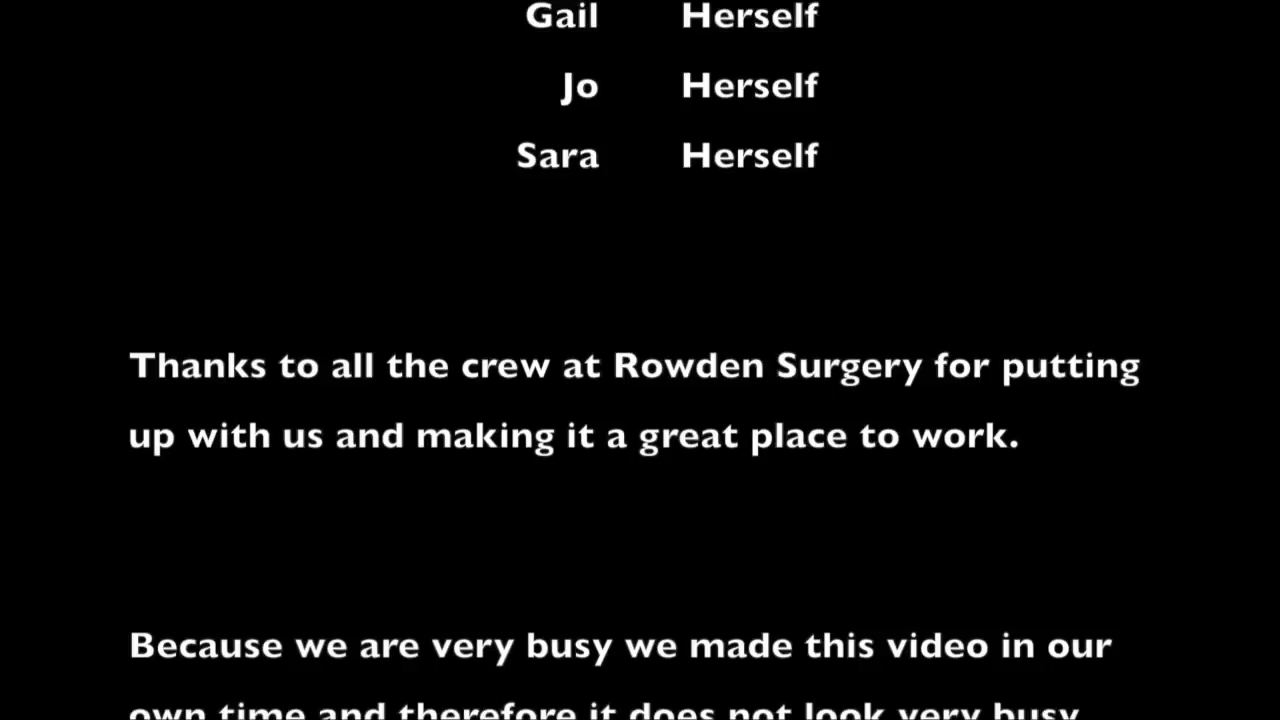 Gail Herself
Jo Herself
Sara Herself
Thanks to all the crew at Rowden Surgery for putting
up with us and making it a great place to work.
Because we are very busy we made this video in our
own time and therefore it does not look very busy